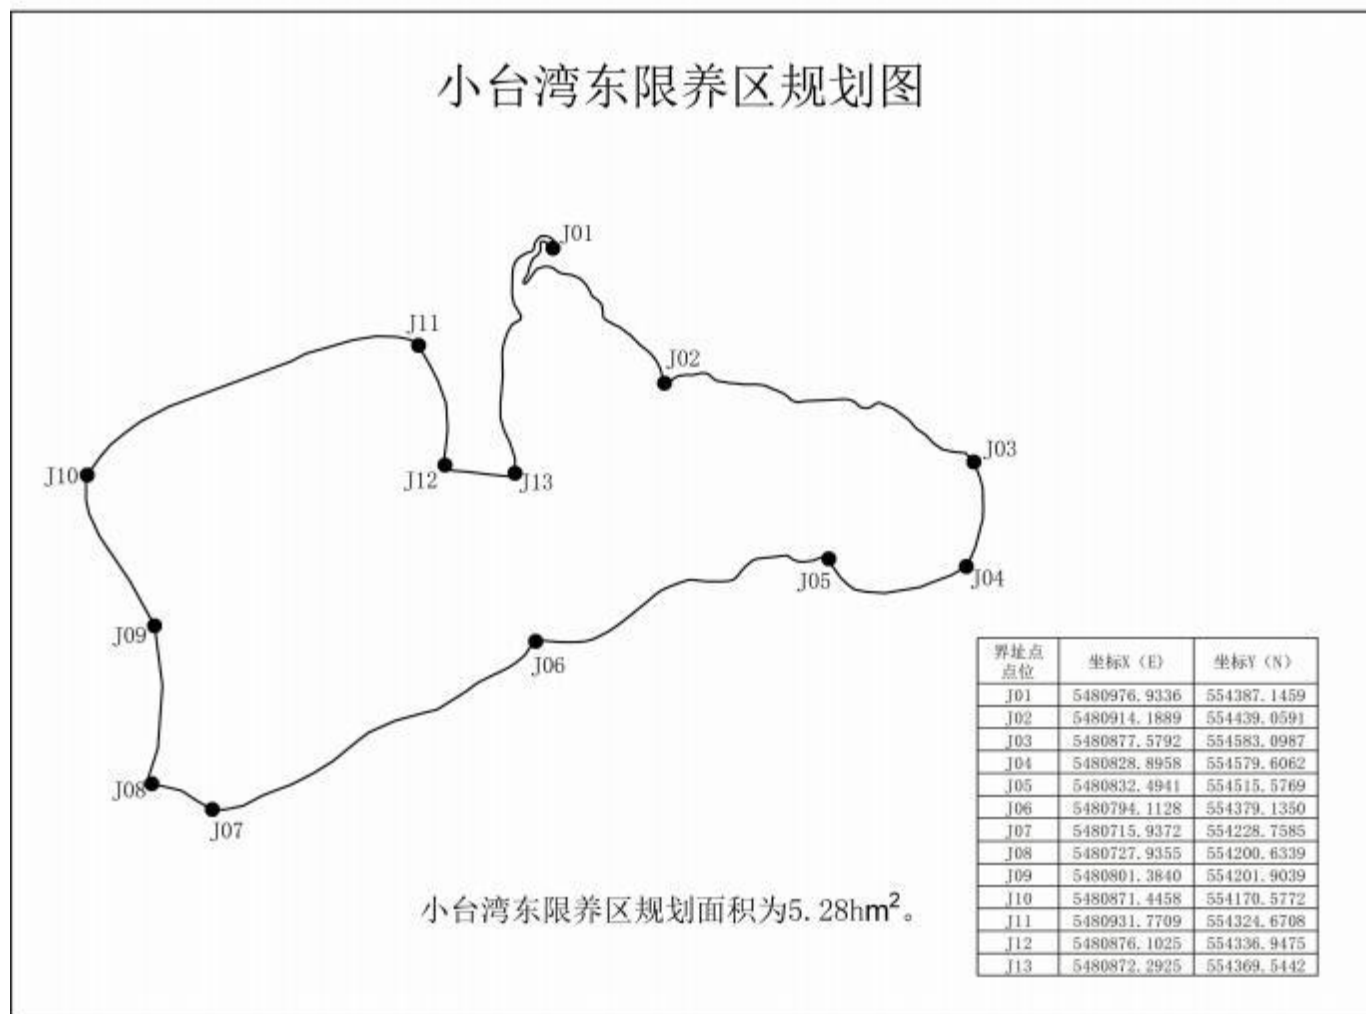 小台湾东限养区规划图
J01
J02
J11
J03
J10
J12
J13
J05
J04
J09
J06
J08
J07
界址点点位 坐标X（E） 坐标Y（N）
J01 5480976.9336 554387.1459
J02 5480914.1889 554439.0591
J03 5480877.5792 554583.0987
J04 5480828.8958 554579.6062
J05 5480832.4941 554515.5769
J06 5480794.1128 554379.1350
J07 5480715.9372 554228.7585
J08 5480727.9355 554200.6339
J09 5480801.3840 554201.9039
J10 5480871.4458 554170.5772
J11 5480931.7709 554324.6708
J12 5480876.1025 554336.9475
J13 5480872.2925 554369.5442
小台湾东限养区规划面积为5.28hm²。